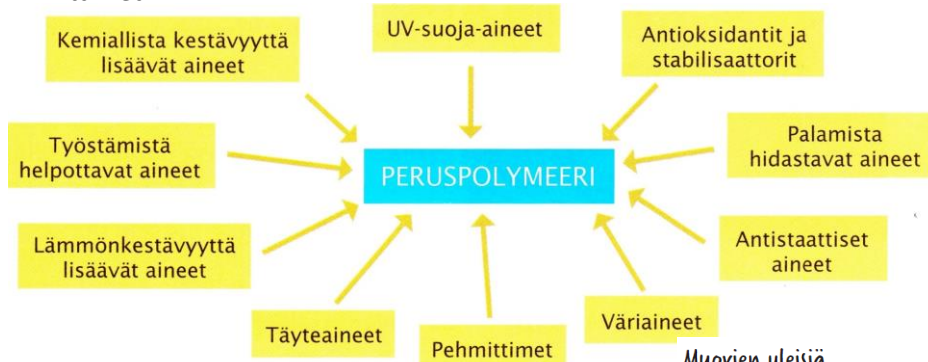 Kemiallista kestävyyttä
lisäävät aineet
UV-suoja-aineet
Antioksidantit ja
stabilisaattorit
Työstämistä
helpottavat aineet
PERUSPOLYMEERI
Palamista
hidastavat aineet
Lämmönkestävyyttä
lisäävät aineet
Antistaattiset
aineet
Täyteaineet
Pehmittimet
Väriaineet
Muovien yleisiä